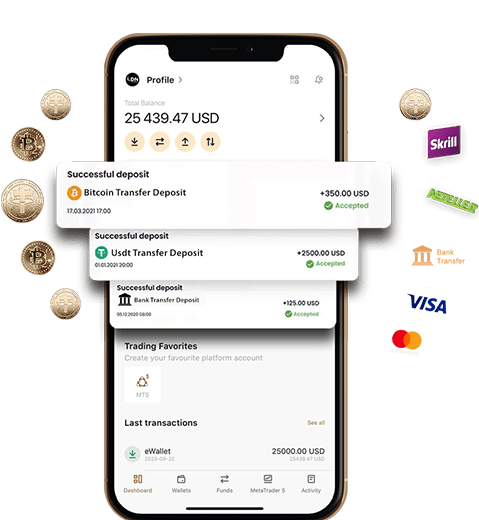 LDN Profile
Total Balance
25 439.47 USD
Successful deposit
Bitcoin Transfer Deposit +350.00 USD
17.03.2021 17:00 Accepted
Successful deposit
Usdt Transfer Deposit +2500.00 USD
01.01.2021 20:00 Accepted
Successful deposit
Bank Transfer Deposit +125.00 USD
05.12.2020 08:00 Accepted
Trading Favorites
Create your favourite platform account
5
MT5
Last transactions See all
eWallet 25000.00 USD
2023-09-22 25439.47 USD
Dashboard Wallets Funds MetaTrader 5 Activity
Skrill
NETELLER
Bank
Transfer
VISA